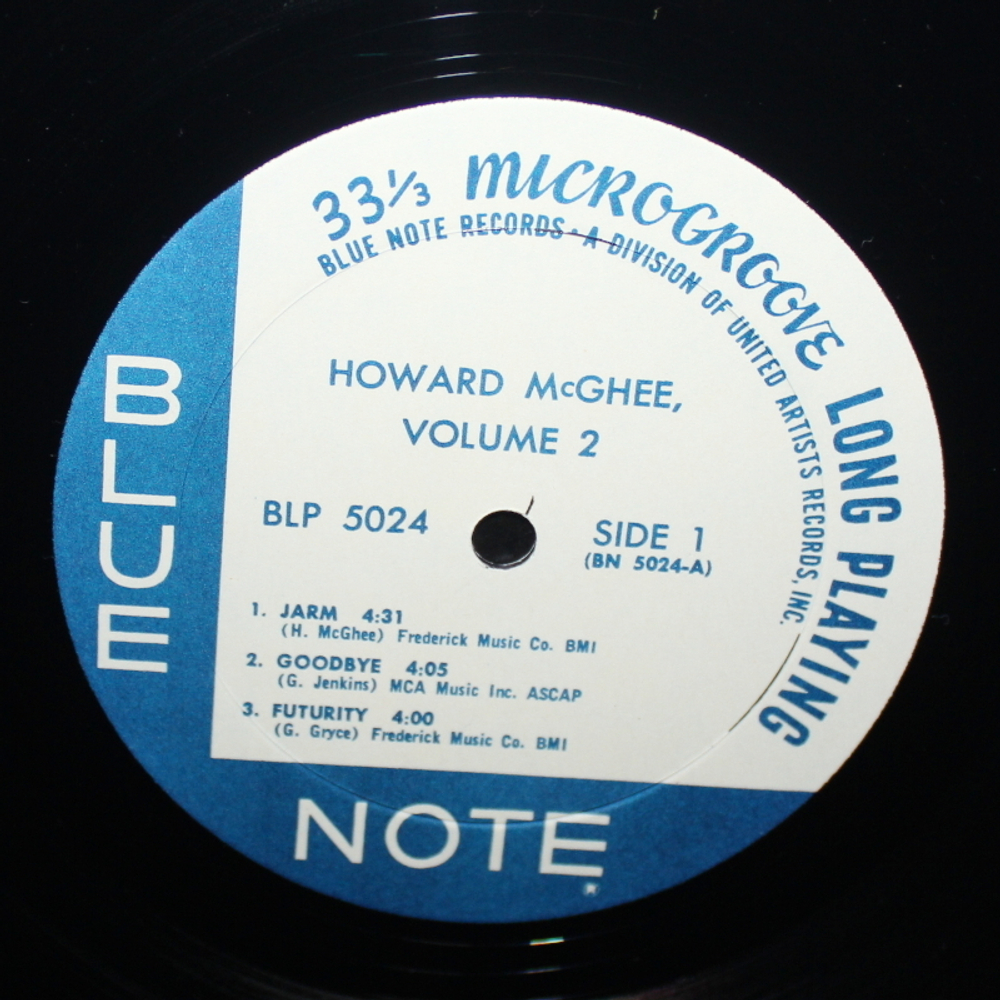 33⅓ MICROGROOVE LONG PLAYING
BLUE NOTE RECORDS • A DIVISION OF UNITED ARTISTS RECORDS, INC.
HOWARD McGHEE,
VOLUME 2
BLP 5024
SIDE 1
(BN 5024-A)
1. JARM 4:31
(H. McGhee) Frederick Music Co. BMI
2. GOODBYE 4:05
(G. Jenkins) MCA Music Inc. ASCAP
3. FUTURITY 4:00
(G. Gryce) Frederick Music Co. BMI
BLUE
NOTE®